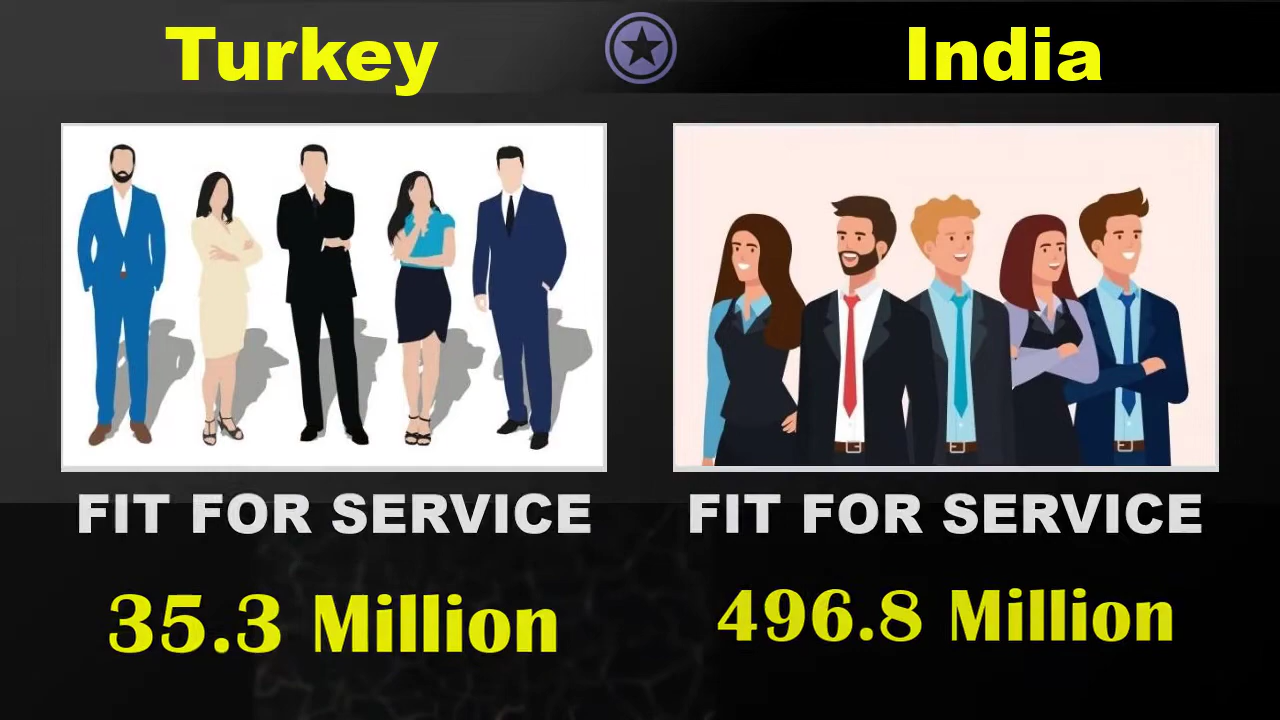 Turkey
India
FIT FOR SERVICE
FIT FOR SERVICE
35.3 Million
496.8 Million